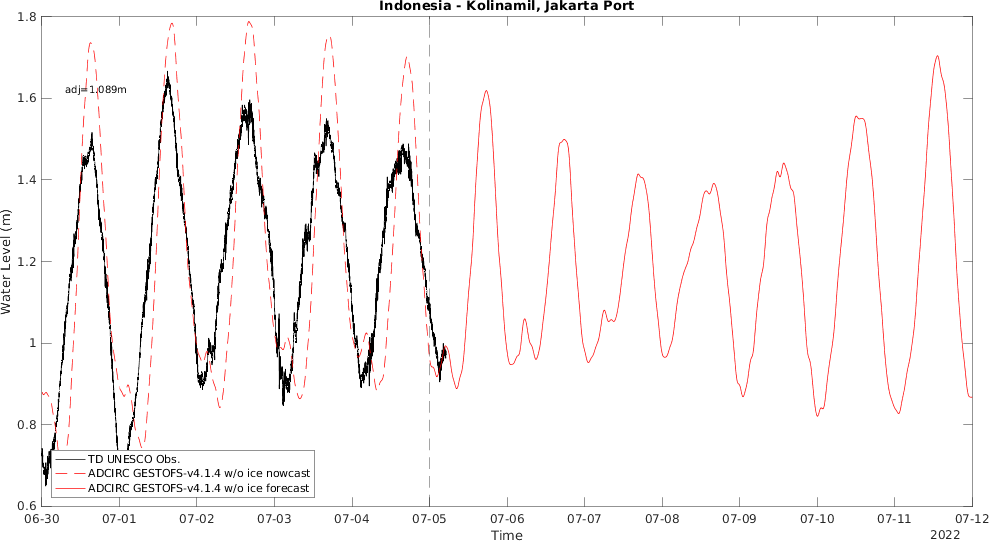 Indonesia - Kolinamil, Jakarta Port
1.8
1.6
1.4
1.2
1
0.8
0.6
Water Level (m)
adj=1.089m
TD UNESCO Obs.
ADCIRC GESTOFS-v4.1.4 w/o ice nowcast
ADCIRC GESTOFS-v4.1.4 w/o ice forecast
06-30 07-01 07-02 07-03 07-04 07-05 07-06 07-07 07-08 07-09 07-10 07-11 07-12
Time
2022